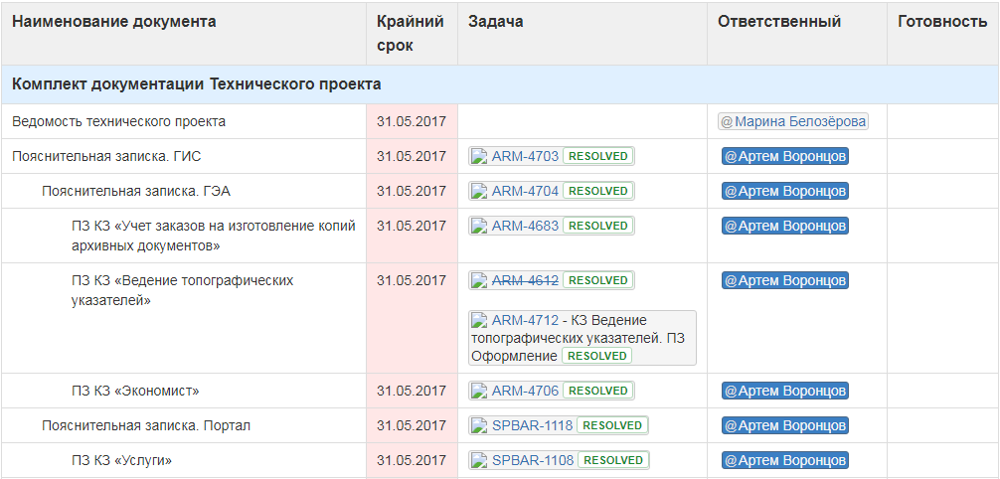 Наименование документа Крайний срок Задача Ответственный Готовность
Комплект документации Технического проекта
Ведомость технического проекта 31.05.2017 @Марина Белозёрова
Пояснительная записка. ГИС 31.05.2017 ARM-4703 RESOLVED @Артем Воронцов
Пояснительная записка. ГЭА 31.05.2017 ARM-4704 RESOLVED @Артем Воронцов
ПЗ КЗ «Учет заказов на изготовление копий 31.05.2017 ARM-4683 RESOLVED @Артем Воронцов
архивных документов»
ПЗ КЗ «Ведение топографических 31.05.2017 ARM-4612 RESOLVED @Артем Воронцов
указателей»
ARM-4712 - КЗ Ведение
топографических указателей. ПЗ
Оформление RESOLVED
ПЗ КЗ «Экономист» 31.05.2017 ARM-4706 RESOLVED @Артем Воронцов
Пояснительная записка. Портал 31.05.2017 SPBAR-1118 RESOLVED @Артем Воронцов
ПЗ КЗ «Услуги» 31.05.2017 SPBAR-1108 RESOLVED @Артем Воронцов